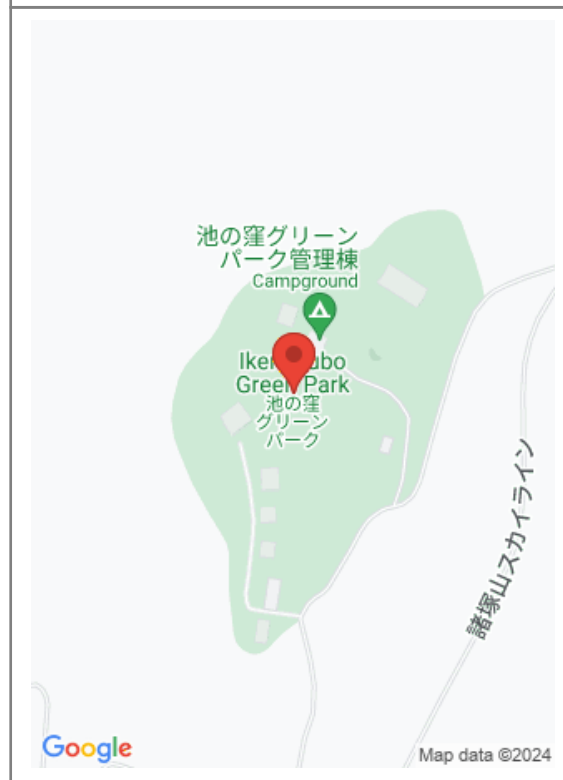 池の窪グリーン
パーク管理棟
Campground
Green Park
池の窪
グリーン
パーク
諸塚山スカイライン
Google
Map data ©2024